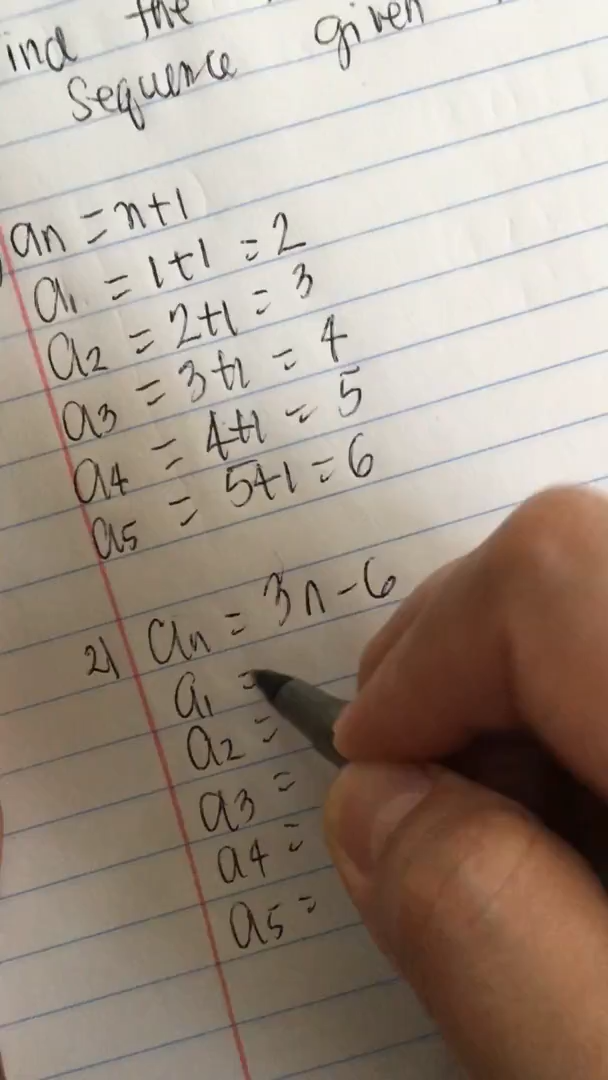 ind the
sequence given
an = n+1
a1 = 1+1 = 2
a2 = 2+1 = 3
a3 = 3+1 = 4
a4 = 4+1 = 5
a5 = 5+1 = 6
2) an = 3n-6
a1 =
a2 =
a3 =
a4 =
a5 =